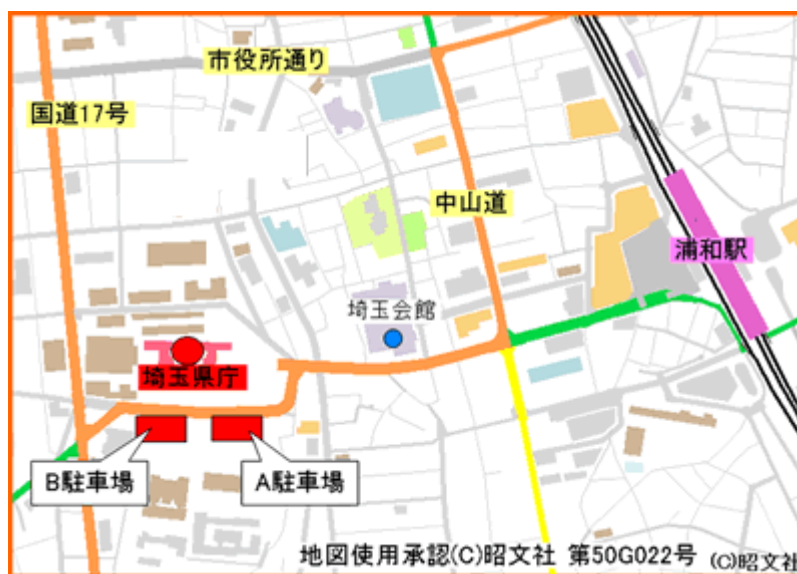 市役所通り
国道17号
中山道
浦和駅
埼玉会館
埼玉県庁
B駐車場
A駐車場
地図使用承認(C)昭文社 第50G022号
(C)昭文社